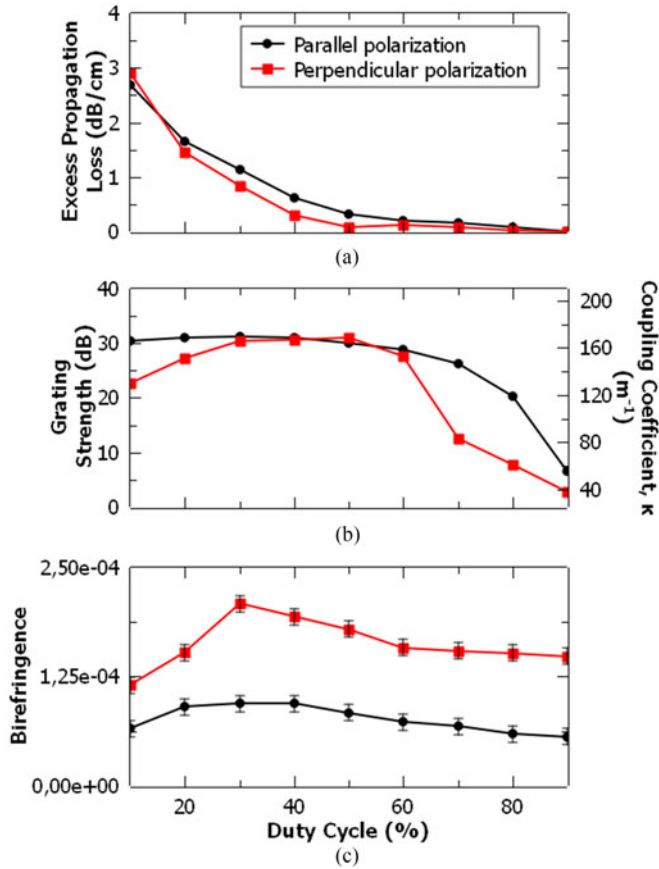 4
3
2
1
0
Excess Propagation
Loss (dB/cm)
Parallel polarization
Perpendicular polarization
(a)
40
30
20
10
0
Grating
Strength (dB)
200
160
120
80
40
Coupling Coefficient, κ
(m⁻¹)
(b)
2,50e-04
1,25e-04
0,00e+00
Birefringence
20 40 60 80
Duty Cycle (%)
(c)